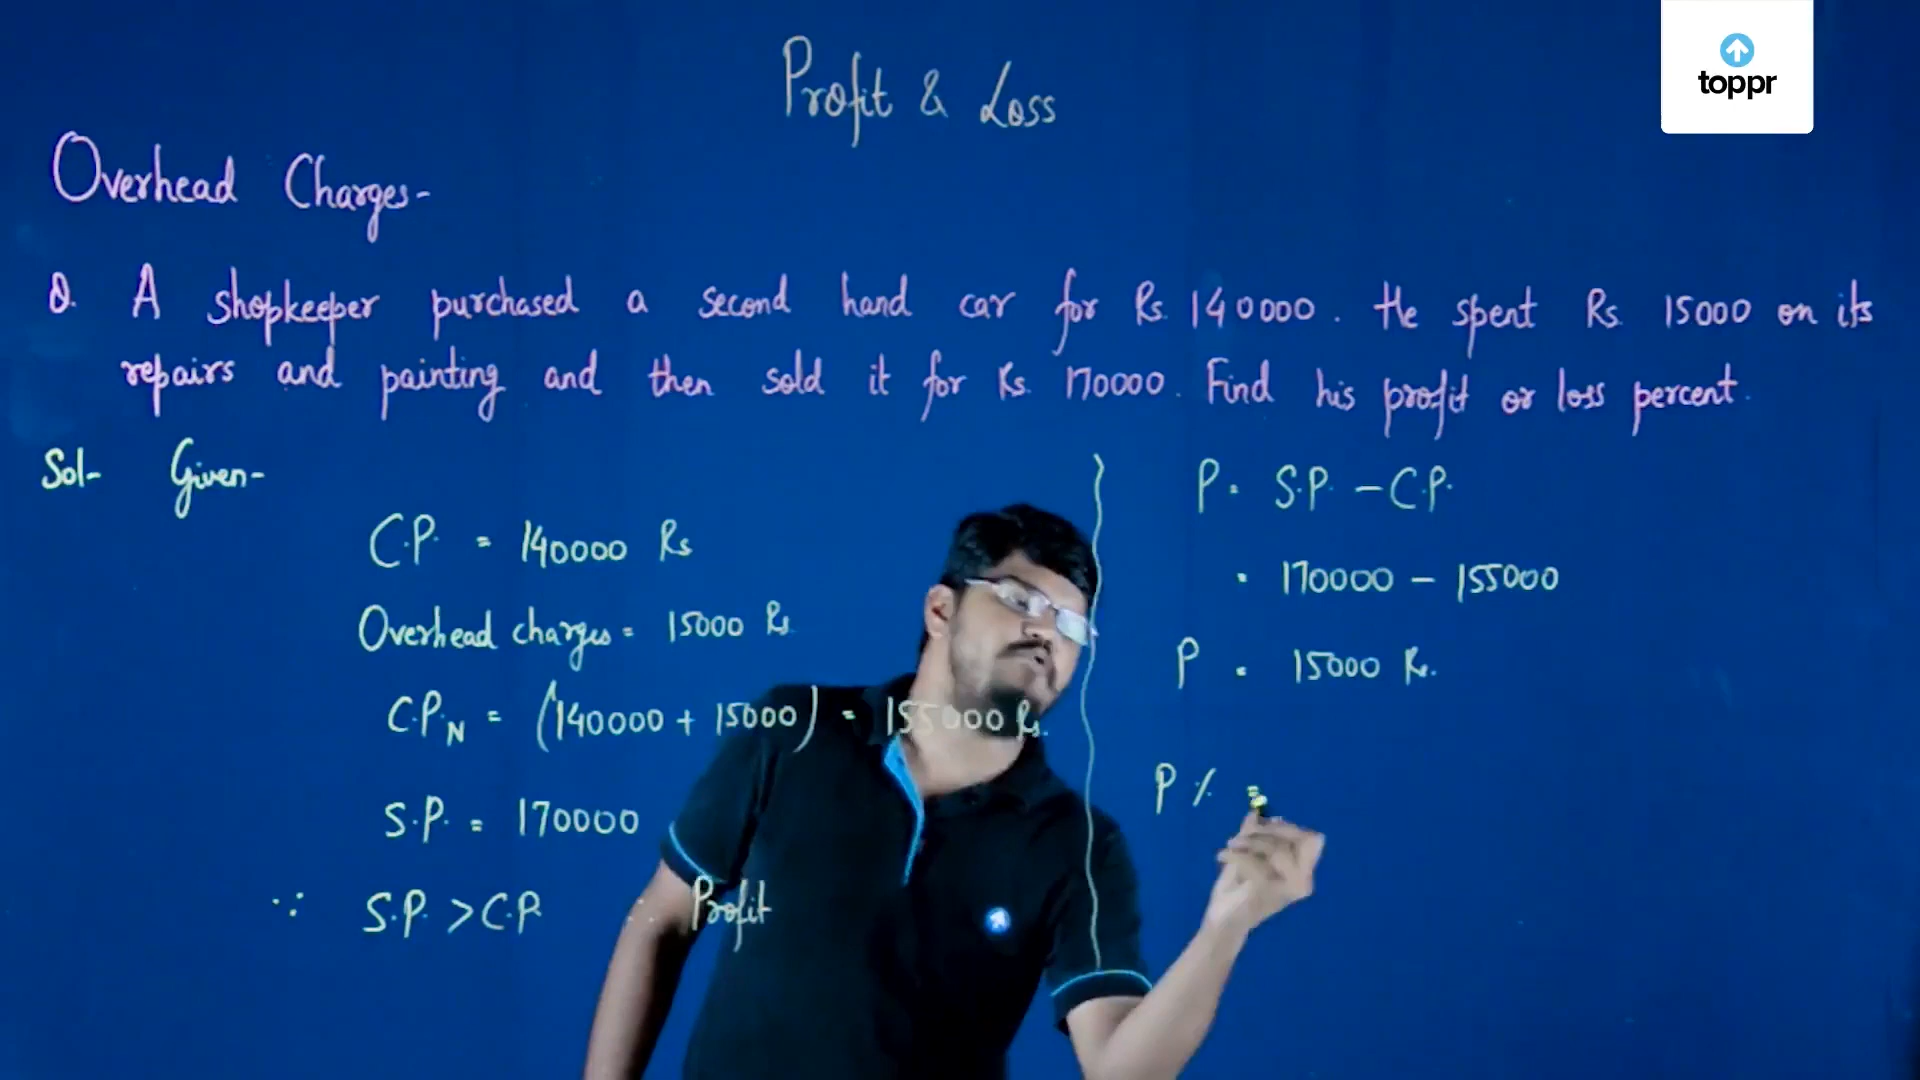 Profit & Loss
toppr
Overhead Charges-
Q. A shopkeeper purchased a second hand car for Rs. 140000. He spent Rs. 15000 on its
repairs and painting and then sold it for Rs. 170000. Find his profit or loss percent.
Sol- Given-
C.P. = 140000 Rs
Overhead charges = 15000 Rs.
C.P.N = (140000 + 15000) = 155000 Rs.
S.P. = 170000
∵ S.P. > C.P. ∴ Profit
P = S.P. - C.P.
= 170000 - 155000
P = 15000 Rs.
P % =